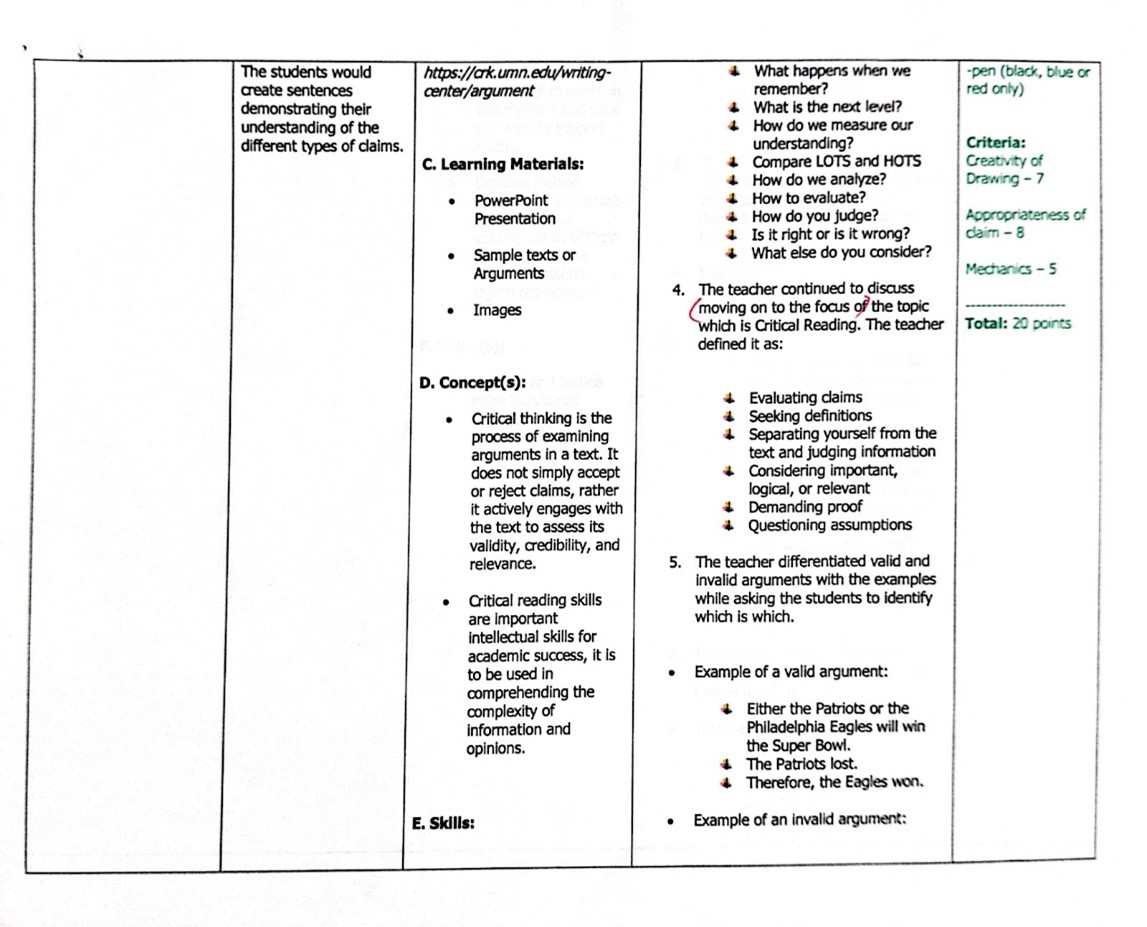 The students would
create sentences
demonstrating their
understanding of the
different types of claims.
https://crk.umn.edu/writing-
center/argument
C. Learning Materials:
• PowerPoint
Presentation
• Sample texts or
Arguments
• Images
D. Concept(s):
• Critical thinking is the
process of examining
arguments in a text. It
does not simply accept
or reject claims, rather
it actively engages with
the text to assess its
validity, credibility, and
relevance.
• Critical reading skills
are important
intellectual skills for
academic success, it is
to be used in
comprehending the
complexity of
information and
opinions.
E. Skills:
What happens when we
remember?
What is the next level?
How do we measure our
understanding?
Compare LOTS and HOTS
How do we analyze?
How to evaluate?
How do you judge?
Is it right or is it wrong?
What else do you consider?
4. The teacher continued to discuss
moving on to the focus of the topic
which is Critical Reading. The teacher
defined it as:
Evaluating claims
Seeking definitions
Separating yourself from the
text and judging information
Considering important,
logical, or relevant
Demanding proof
Questioning assumptions
5. The teacher differentiated valid and
invalid arguments with the examples
while asking the students to identify
which is which.
• Example of a valid argument:
Either the Patriots or the
Philadelphia Eagles will win
the Super Bowl.
The Patriots lost.
Therefore, the Eagles won.
• Example of an invalid argument:
-pen (black, blue or
red only)
Criteria:
Creativity of
Drawing – 7
Appropriateness of
claim – 8
Mechanics – 5
--------------------
Total: 20 points